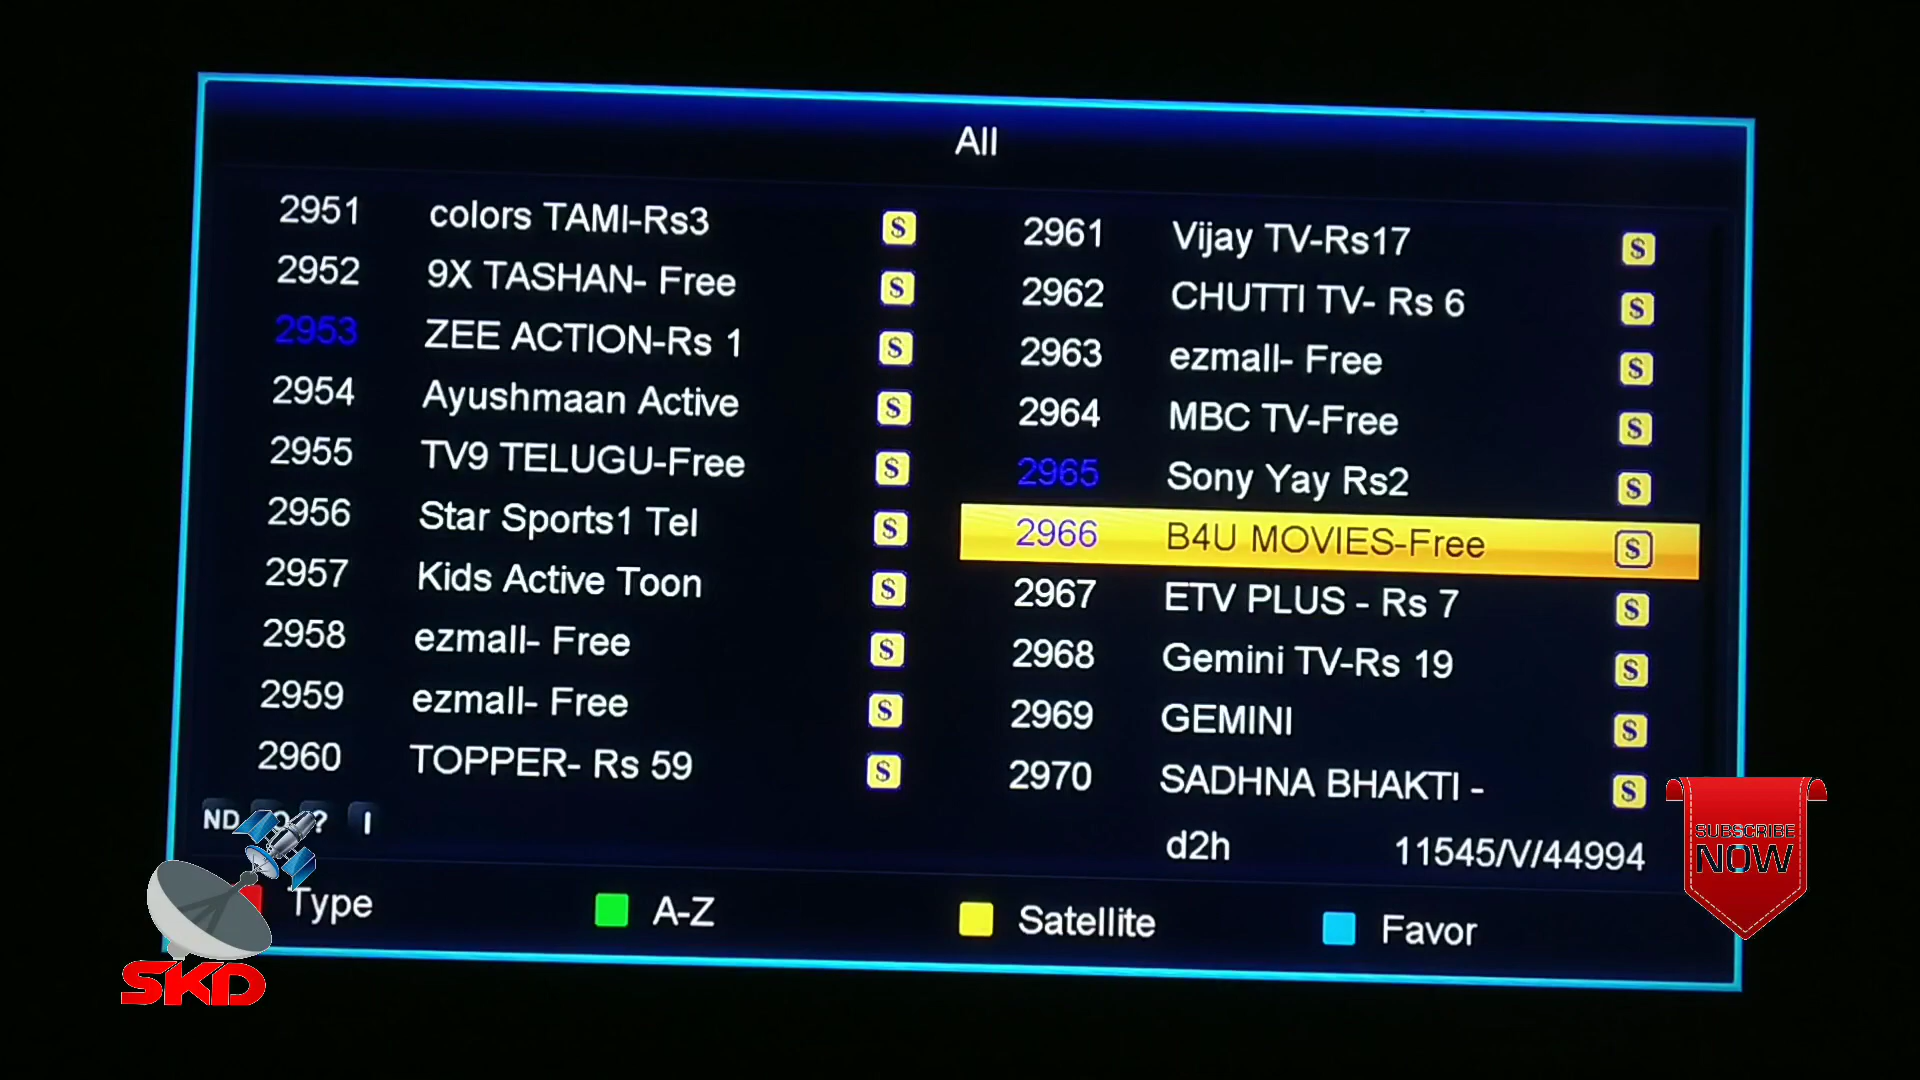 All
2951 colors TAMI-Rs3 $
2952 9X TASHAN- Free $
2953 ZEE ACTION-Rs 1 $
2954 Ayushmaan Active $
2955 TV9 TELUGU-Free $
2956 Star Sports1 Tel $
2957 Kids Active Toon $
2958 ezmall- Free $
2959 ezmall- Free $
2960 TOPPER- Rs 59 $
2961 Vijay TV-Rs17 $
2962 CHUTTI TV- Rs 6 $
2963 ezmall- Free $
2964 MBC TV-Free $
2965 Sony Yay Rs2 $
2966 B4U MOVIES-Free $
2967 ETV PLUS - Rs 7 $
2968 Gemini TV-Rs 19 $
2969 GEMINI $
2970 SADHNA BHAKTI - $
ND ? I
d2h 11545/V/44994
Type A-Z Satellite Favor
SKD
SUBSCRIBE
NOW